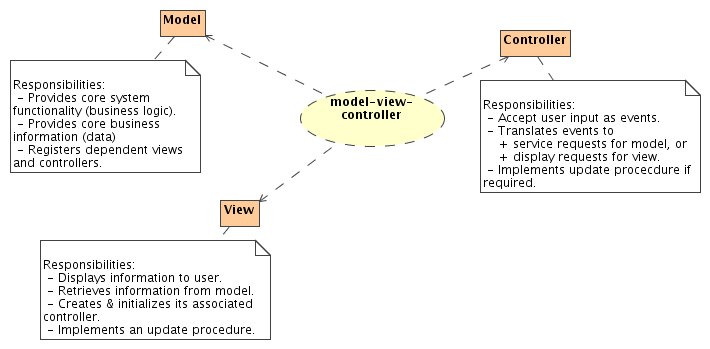 Model
Responsibilities:
- Provides core system
functionality (business logic).
- Provides core business
information (data)
- Registers dependent views
and controllers.
model-view-
controller
Controller
Responsibilities:
- Accept user input as events.
- Translates events to
+ service requests for model, or
+ display requests for view.
- Implements update procecdure if
required.
View
Responsibilities:
- Displays information to user.
- Retrieves information from model.
- Creates & initializes its associated
controller.
- Implements an update procedure.